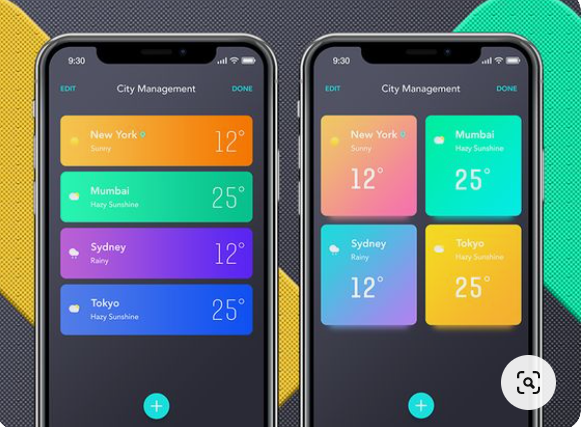 9:30
EDIT City Management DONE
New York
Sunny
12°
Mumbai
Hazy Sunshine
25°
Sydney
Rainy
12°
Tokyo
Hazy Sunshine
25°
9:30
EDIT City Management DONE
New York
Sunny
12°
Mumbai
Hazy Sunshine
25°
Sydney
Rainy
12°
Tokyo
Hazy Sunshine
25°